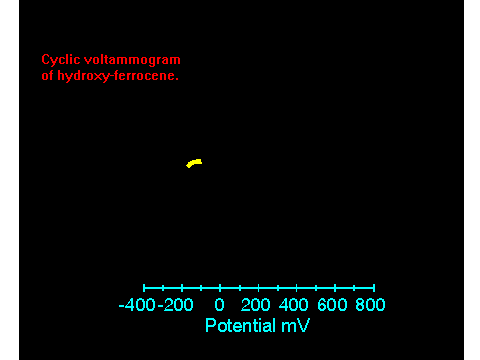 Cyclic voltammogram
of hydroxy-ferrocene.
-400 -200 0 200 400 600 800
Potential mV